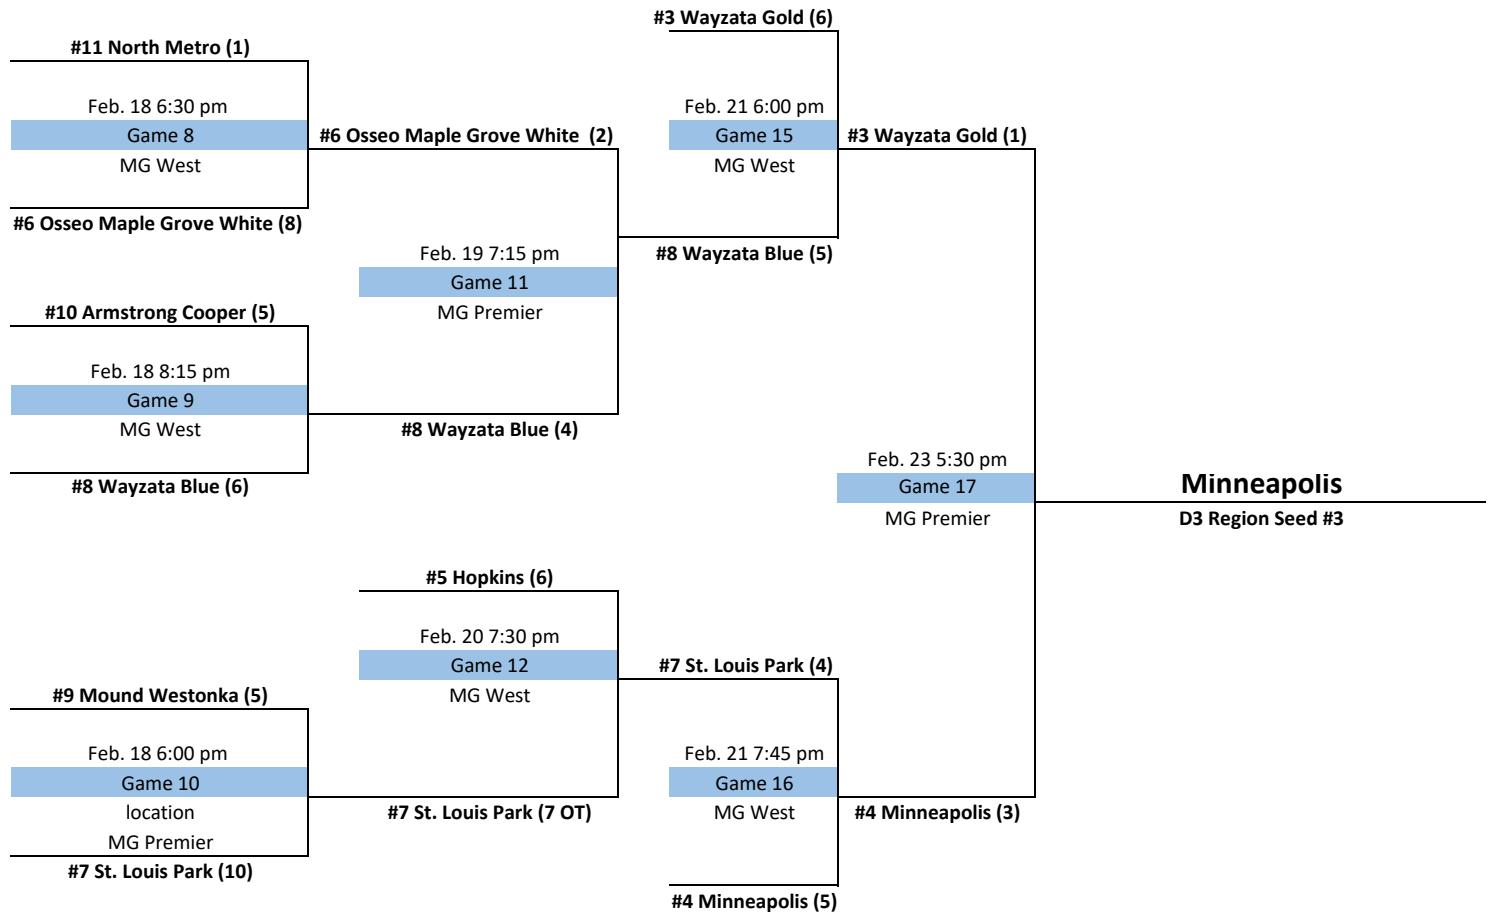 #3 Wayzata Gold (6)
#11 North Metro (1)
Feb. 18 6:30 pm
Game 8
MG West
#6 Osseo Maple Grove White (8)
#6 Osseo Maple Grove White  (2)
Feb. 21 6:00 pm
Game 15
MG West
#3 Wayzata Gold (1)
Feb. 19 7:15 pm
Game 11
MG Premier
#8 Wayzata Blue (5)
#10 Armstrong Cooper (5)
Feb. 18 8:15 pm
Game 9
MG West
#8 Wayzata Blue (6)
#8 Wayzata Blue (4)
Feb. 23 5:30 pm
Game 17
MG Premier
Minneapolis
D3 Region Seed #3
#5 Hopkins (6)
Feb. 20 7:30 pm
Game 12
MG West
#7 St. Louis Park (4)
#9 Mound Westonka (5)
Feb. 18 6:00 pm
Game 10
location
MG Premier
#7 St. Louis Park (10)
#7 St. Louis Park (7 OT)
Feb. 21 7:45 pm
Game 16
MG West
#4 Minneapolis (3)
#4 Minneapolis (5)